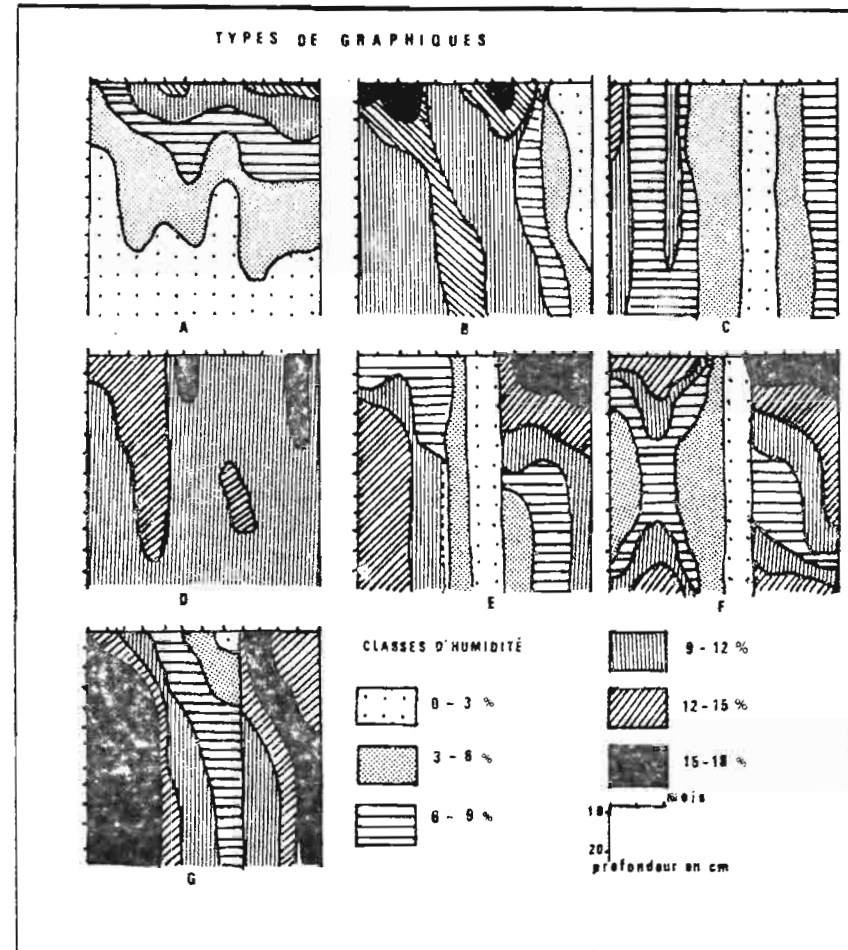 TYPES DE GRAPHIQUES
A
B
C
D
E
F
G
CLASSES D'HUMIDITÉ
0 - 3 %
3 - 6 %
6 - 9 %
9 - 12 %
12 - 15 %
15 - 18 %
mois
10
20
profondeur en cm